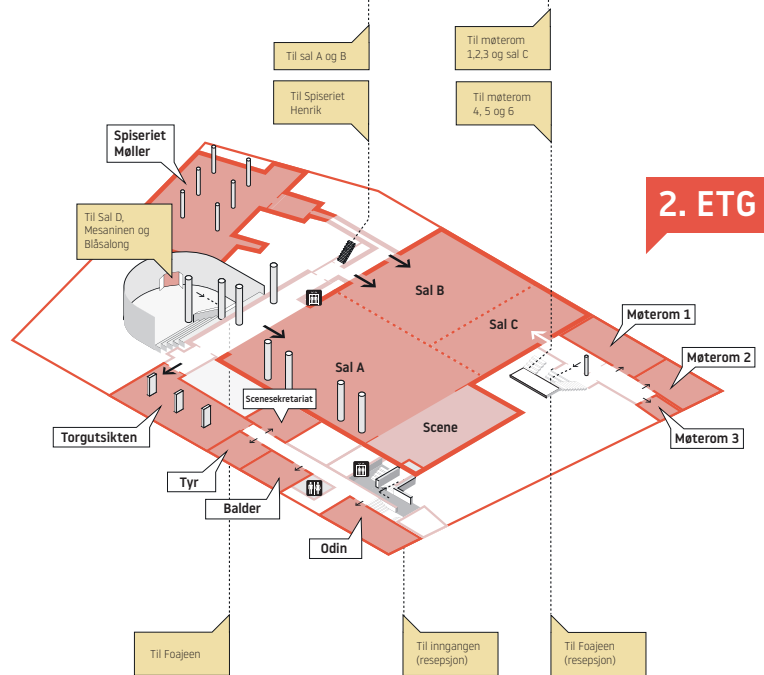 Til sal A og B
Til møterom
1,2,3 og sal C
Til Spiseriet
Henrik
Til møterom
4, 5 og 6
Spiseriet
Møller
2. ETG
Til Sal D,
Mesaninen og
Blåsalong
Sal B
Sal C
Møterom 1
Møterom 2
Sal A
Scenesekretariat
Scene
Møterom 3
Torgutsikten
Tyr
Balder
Odin
Til Foajeen
Til inngangen
(resepsjon)
Til Foajeen
(resepsjon)